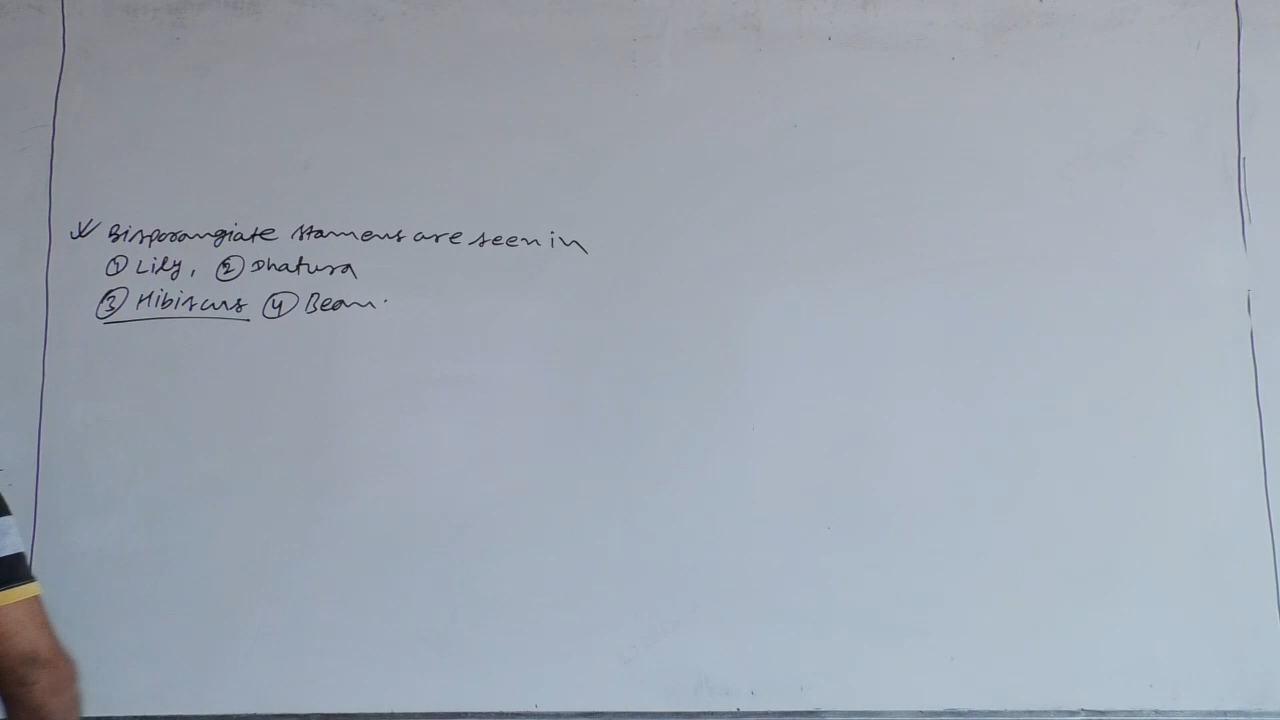 Bisporangiate stamens are seen in
① Lily, ② Dhatura
③ Hibiscus ④ Bean.